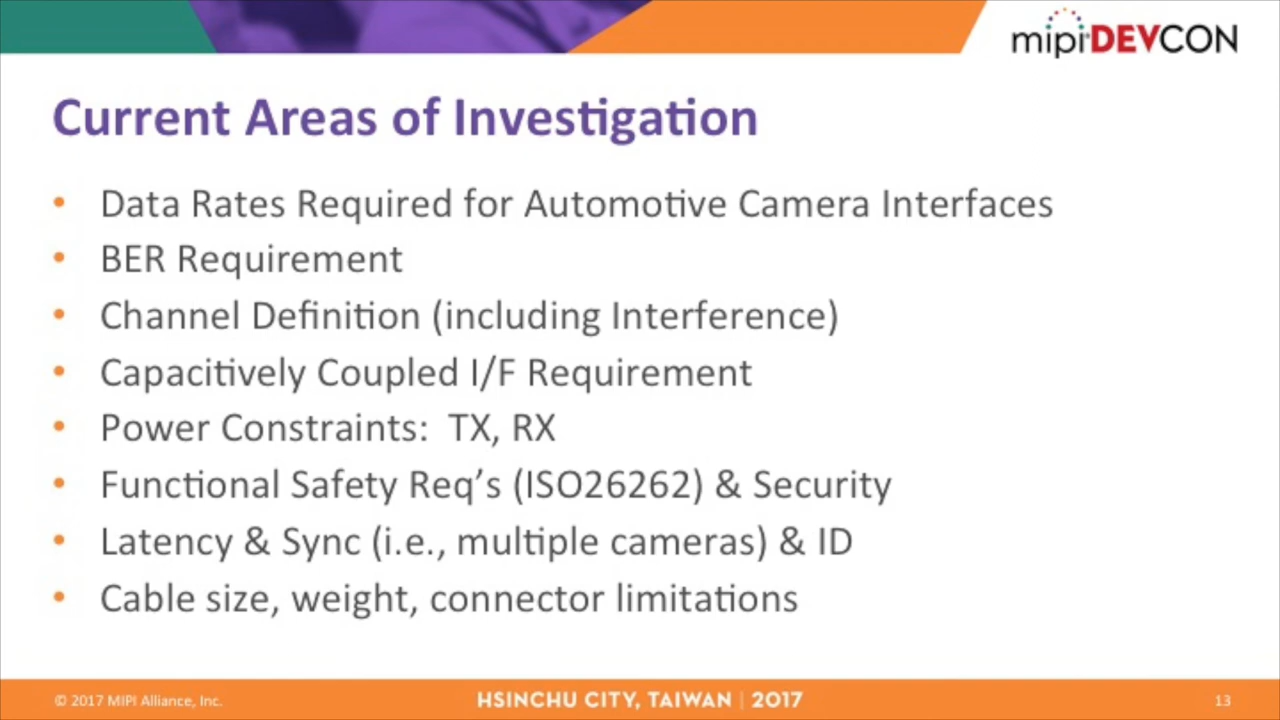 mipi DEVCON
Current Areas of Investigation
• Data Rates Required for Automotive Camera Interfaces
• BER Requirement
• Channel Definition (including Interference)
• Capacitively Coupled I/F Requirement
• Power Constraints:  TX, RX
• Functional Safety Req’s (ISO26262) & Security
• Latency & Sync (i.e., multiple cameras) & ID
• Cable size, weight, connector limitations
© 2017 MIPI Alliance, Inc.
HSINCHU CITY, TAIWAN | 2017
13